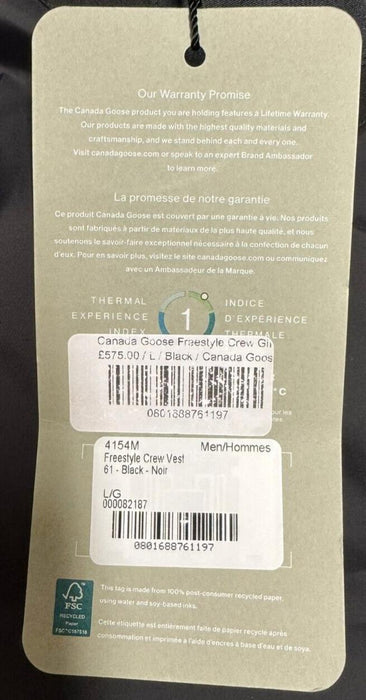 Our Warranty Promise
The Canada Goose product you are holding features a Lifetime Warranty.
Our products are made with the highest quality materials and
craftsmanship, and we stand behind each and every one.
Visit canadagoose.com or speak to an expert Brand Ambassador
to learn more.
La promesse de notre garantie
Ce produit Canada Goose est couvert par une garantie à vie. Nos produits
sont fabriqués à partir de matériaux de la plus haute qualité, et nous
soutenons le savoir-faire exceptionnel nécessaire à la confection de chacun
d'eux. Pour en savoir plus, visitez le site canadagoose.com ou communiquez
avec un Ambassadeur de la Marque.
THERMAL
EXPERIENCE
INDEX
1
INDICE
D'EXPÉRIENCE
THERMALE
Canada Goose Freestyle Crew
£575.00 / L / Black / Canada Goos
°C
0801688761197
4154M Men/Hommes
Freestyle Crew Vest
61 - Black - Noir
L/G
000082187
0801688761197
FSC
RECYCLED
Paper
This tag is made from 100% post-consumer recycled paper,
using water and soy-based inks.
Cette étiquette est entièrement faite de papier recyclé après
consommation et imprimée à l'aide d'encres à base d'eau et de soya.